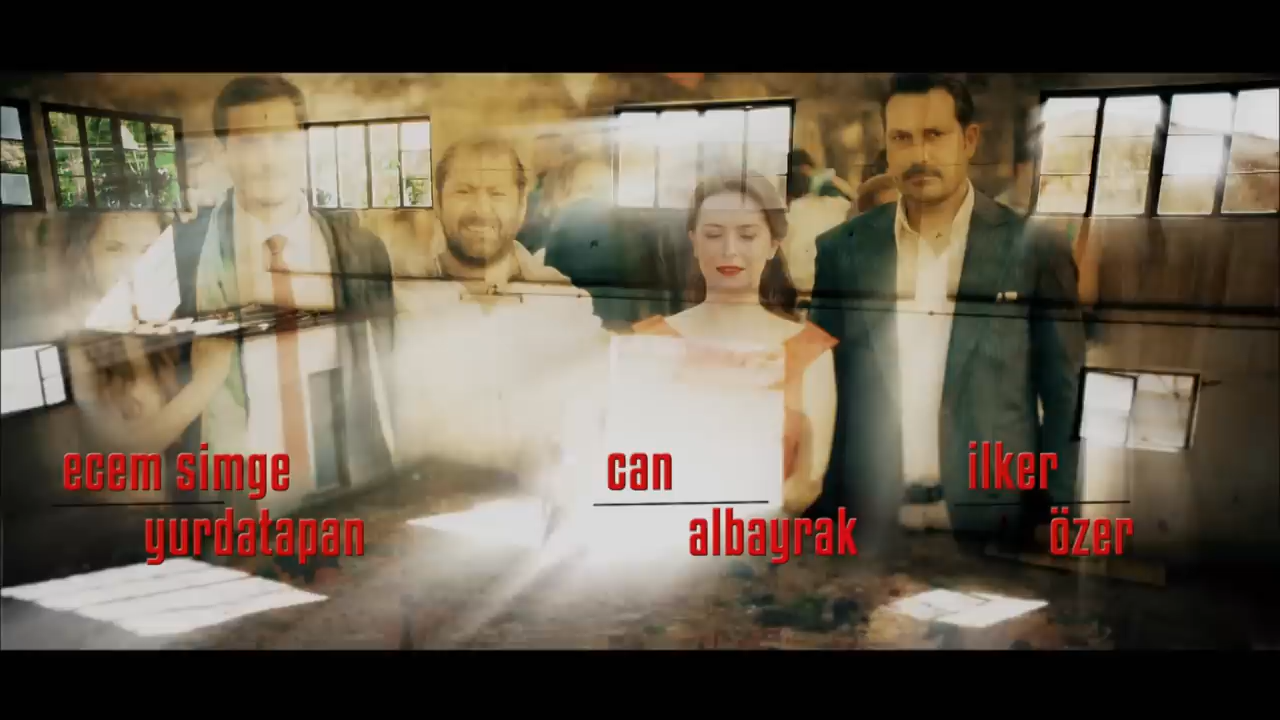 ecem simge
yurdatapan
can
albayrak
ilker
özer